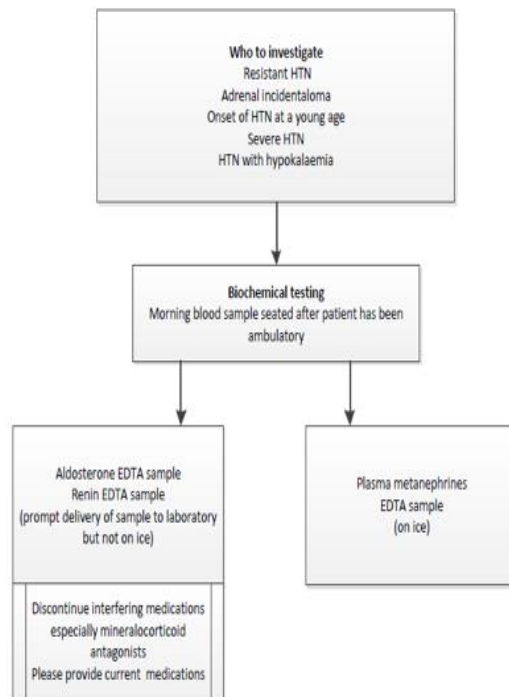 Who to investigate
Resistant HTN
Adrenal incidentaloma
Onset of HTN at a young age
Severe HTN
HTN with hypokalaemia
Biochemical testing
Morning blood sample seated after patient has been
ambulatory
Aldosterone EDTA sample
Renin EDTA sample
(prompt delivery of sample to laboratory
but not on ice)
Plasma metanephrines
EDTA sample
(on ice)
Discontinue interfering medications
especially mineralocorticoid
antagonists
Please provide current medications